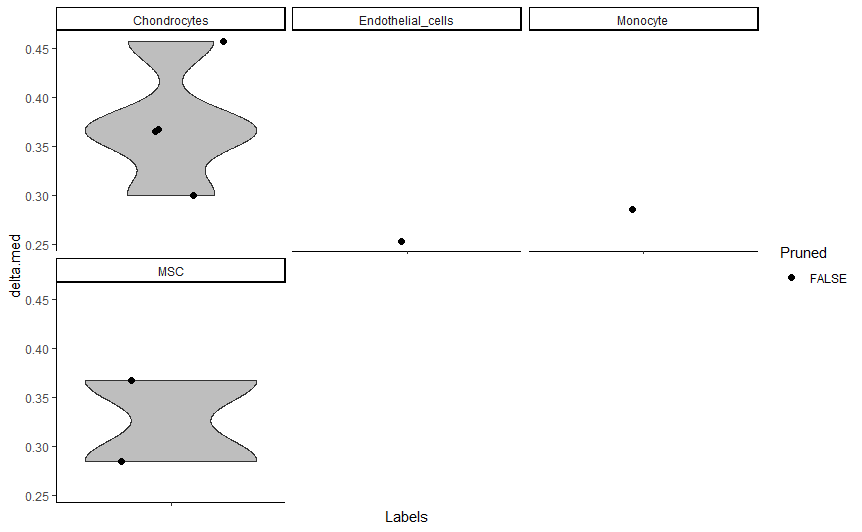 Chondrocytes
Endothelial_cells
Monocyte
0.45
0.40
0.35
0.30
0.25
MSC
0.45
0.40
0.35
0.30
0.25
delta.med
Labels
Pruned
FALSE